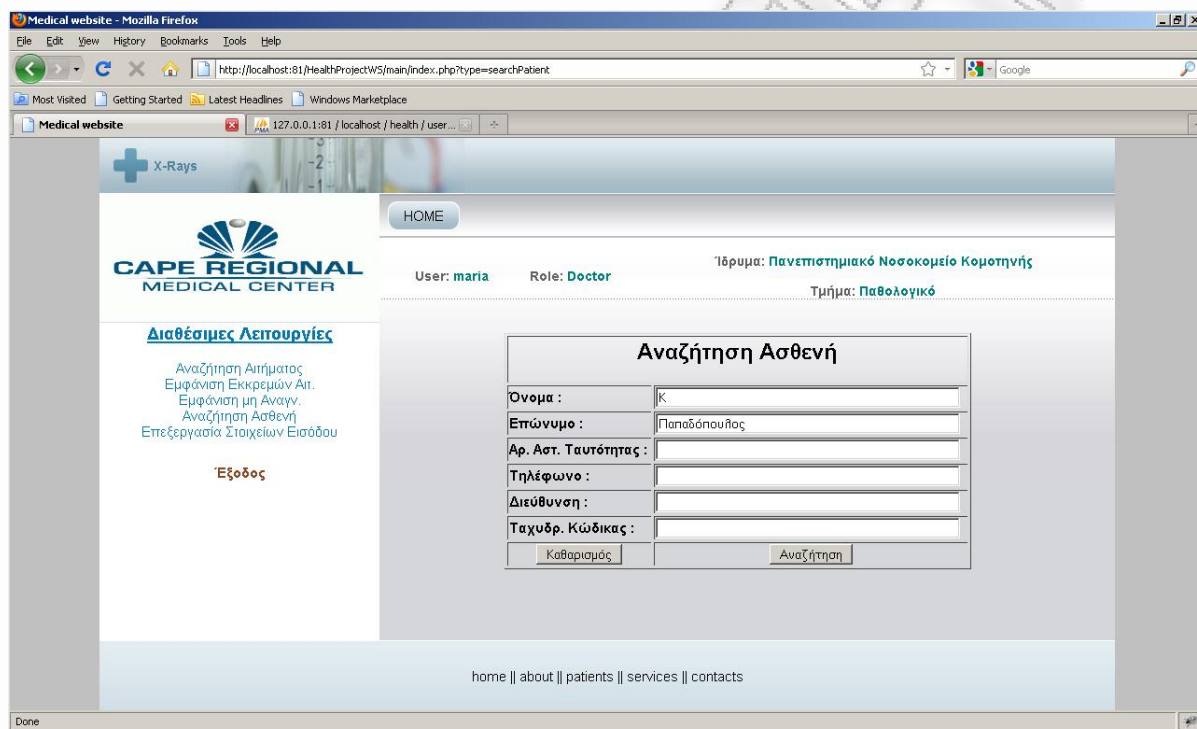 Medical website - Mozilla Firefox
File Edit View History Bookmarks Tools Help
http://localhost:81/HealthProjectWS/main/index.php?type=searchPatient
Google
Most Visited Getting Started Latest Headlines Windows Marketplace
Medical website
127.0.0.1:81 / localhost / health / user...
X-Rays
-2
-1
HOME
CAPE REGIONAL
MEDICAL CENTER
User: maria Role: Doctor
Ίδρυμα: Πανεπιστημιακό Νοσοκομείο Κομοτηνής
Τμήμα: Παθολογικό
Διαθέσιμες Λειτουργίες
Αναζήτηση Αιτήματος
Εμφάνιση Εκκρεμών Αιτ.
Εμφάνιση μη Αναγν.
Αναζήτηση Ασθενή
Επεξεργασία Στοιχείων Εισόδου
Έξοδος
Αναζήτηση Ασθενή
Όνομα : Κ
Επώνυμο : Παπαδόπουλος
Αρ. Αστ. Ταυτότητας :
Τηλέφωνο :
Διεύθυνση :
Ταχυδρ. Κώδικας :
Καθαρισμός Αναζήτηση
home || about || patients || services || contacts
Done